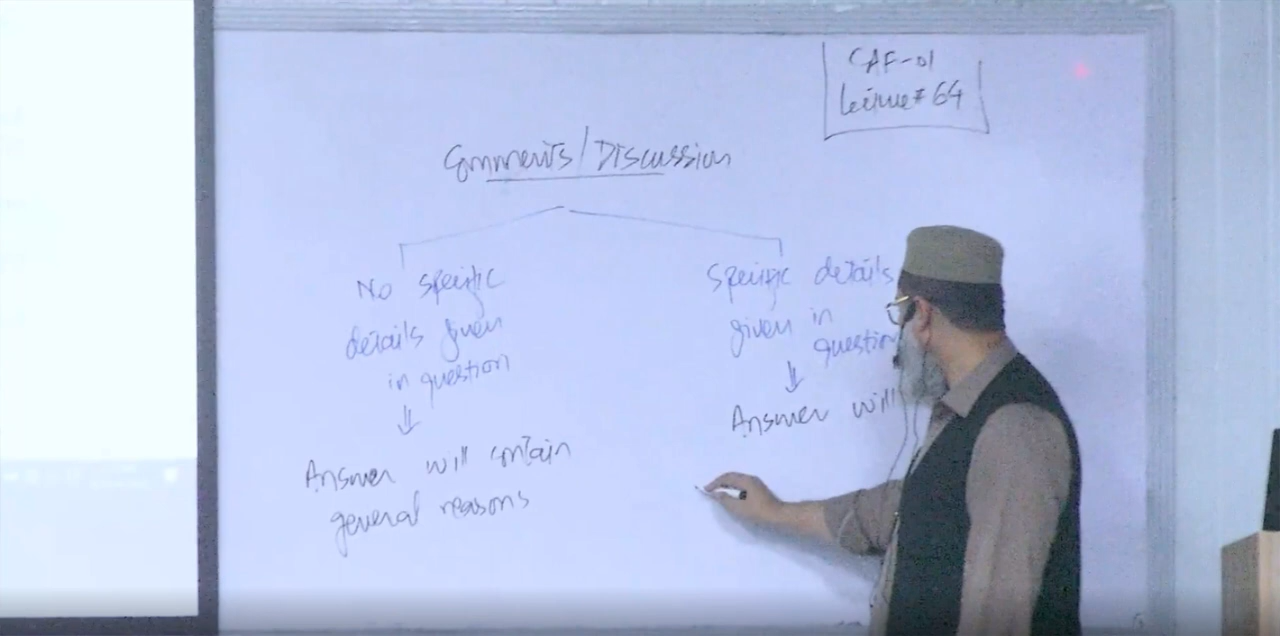 CAF-01
Lecture # 64
Comments/Discussion
No specific
details given
in question
⇓
Answer will contain
general reasons
Specific details
given in
question
⇓
Answer will